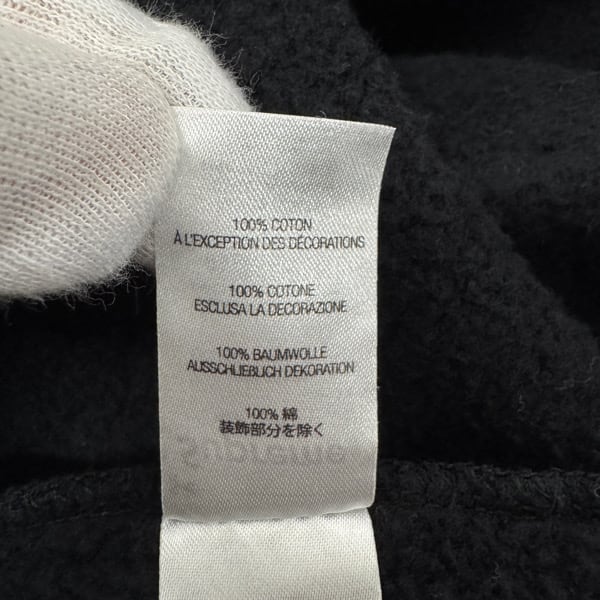 100% COTON
À L'EXCEPTION DES DÉCORATIONS
100% COTONE
ESCLUSA LA DECORAZIONE
100% BAUMWOLLE
AUSSCHLIEBLICH DEKORATION
100% 綿
装飾部分を除く